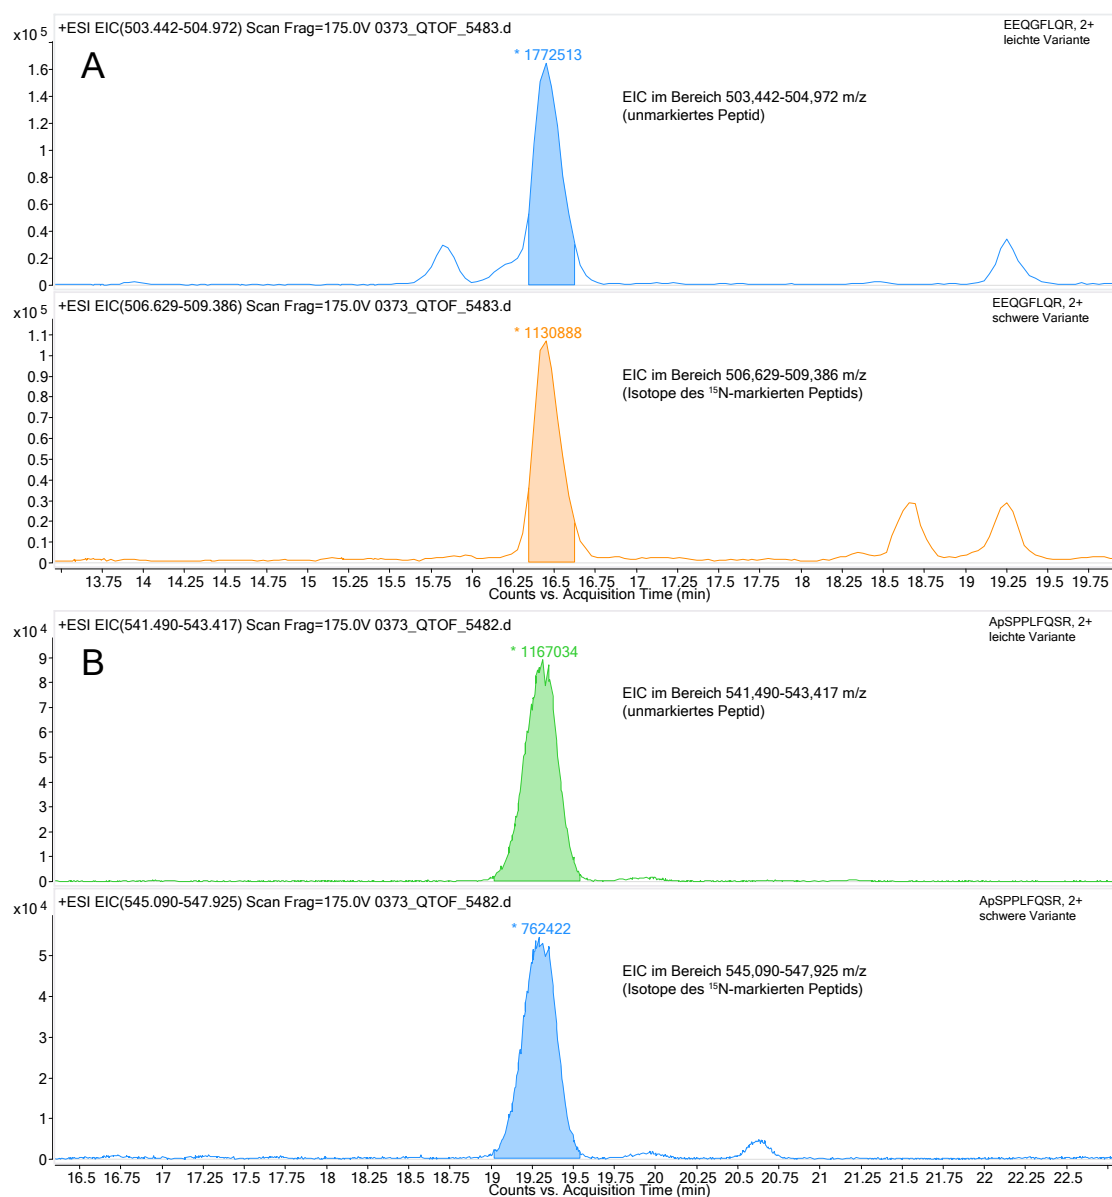 +ESI EIC(503.442-504.972) Scan Frag=175.0V 0373_QTOF_5483.d
EEQGFLQR, 2+
leichte Variante
x10 5
A
* 1772513
EIC im Bereich 503,442-504,972 m/z
(unmarkiertes Peptid)
1.6
1.4
1.2
1
0.8
0.6
0.4
0.2
0
+ESI EIC(506.629-509.386) Scan Frag=175.0V 0373_QTOF_5483.d
EEQGFLQR, 2+
schwere Variante
x10 5
* 1130888
EIC im Bereich 506,629-509,386 m/z
(Isotope des ¹⁵N-markierten Peptids)
1.1
1
0.9
0.8
0.7
0.6
0.5
0.4
0.3
0.2
0.1
0
13.75 14 14.25 14.5 14.75 15 15.25 15.5 15.75 16 16.25 16.5 16.75 17 17.25 17.5 17.75 18 18.25 18.5 18.75 19 19.25 19.5 19.75
Counts vs. Acquisition Time (min)
+ESI EIC(541.490-543.417) Scan Frag=175.0V 0373_QTOF_5482.d
ApSPPLFQSR, 2+
leichte Variante
x10 4
B
* 1167034
EIC im Bereich 541,490-543,417 m/z
(unmarkiertes Peptid)
9
8
7
6
5
4
3
2
1
0
+ESI EIC(545.090-547.925) Scan Frag=175.0V 0373_QTOF_5482.d
ApSPPLFQSR, 2+
schwere Variante
x10 4
* 762422
EIC im Bereich 545,090-547,925 m/z
(Isotope des ¹⁵N-markierten Peptids)
5
4
3
2
1
0
16.5 16.75 17 17.25 17.5 17.75 18 18.25 18.5 18.75 19 19.25 19.5 19.75 20 20.25 20.5 20.75 21 21.25 21.5 21.75 22 22.25 22.5
Counts vs. Acquisition Time (min)